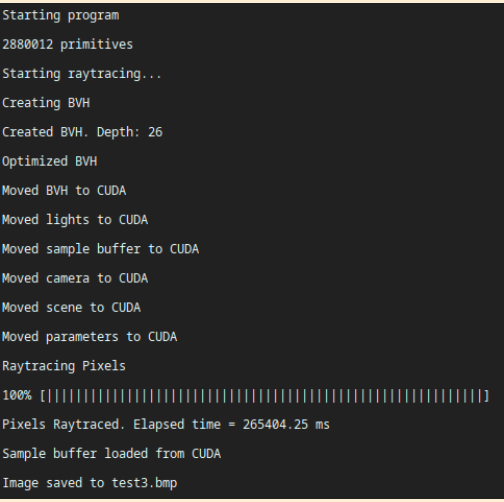 Starting program
2880012 primitives
Starting raytracing...
Creating BVH
Created BVH. Depth: 26
Optimized BVH
Moved BVH to CUDA
Moved lights to CUDA
Moved sample buffer to CUDA
Moved camera to CUDA
Moved scene to CUDA
Moved parameters to CUDA
Raytracing Pixels
100% [||||||||||||||||||||||||||||||||||||||||||||||||||||||||||||]
Pixels Raytraced. Elapsed time = 265404.25 ms
Sample buffer loaded from CUDA
Image saved to test3.bmp